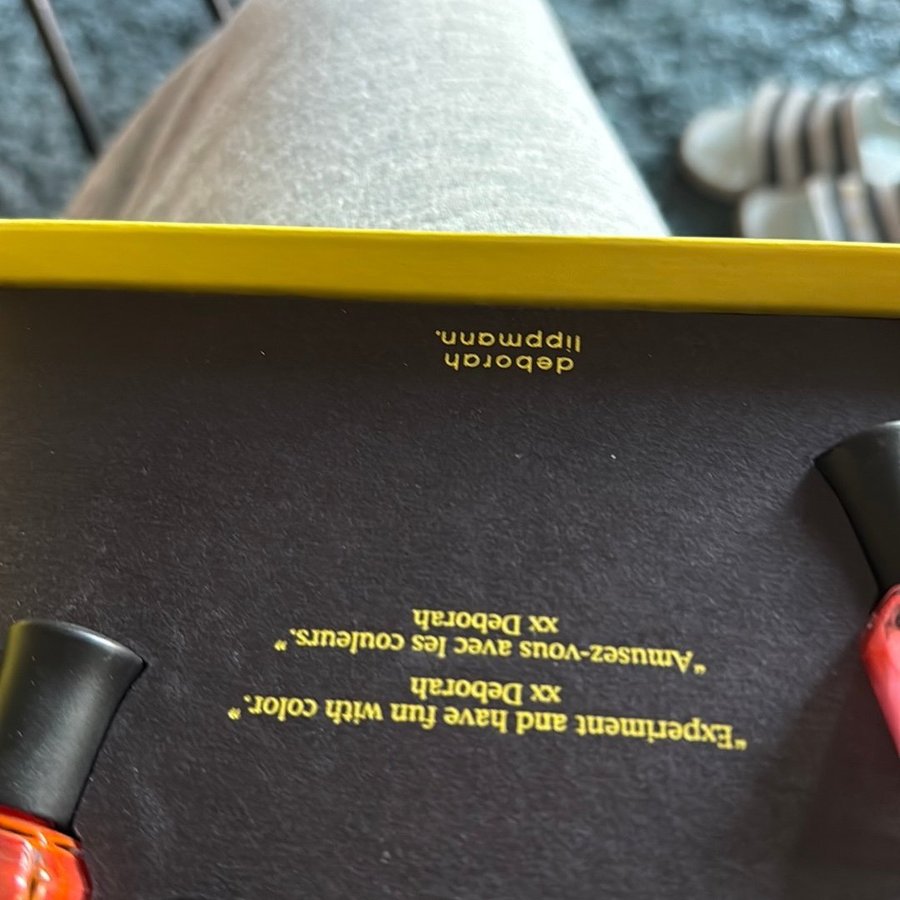 “Experiment and have fun with color.”
xx Deborah
“Amusez-vous avec les couleurs.”
xx Deborah
deborah
lippmann.